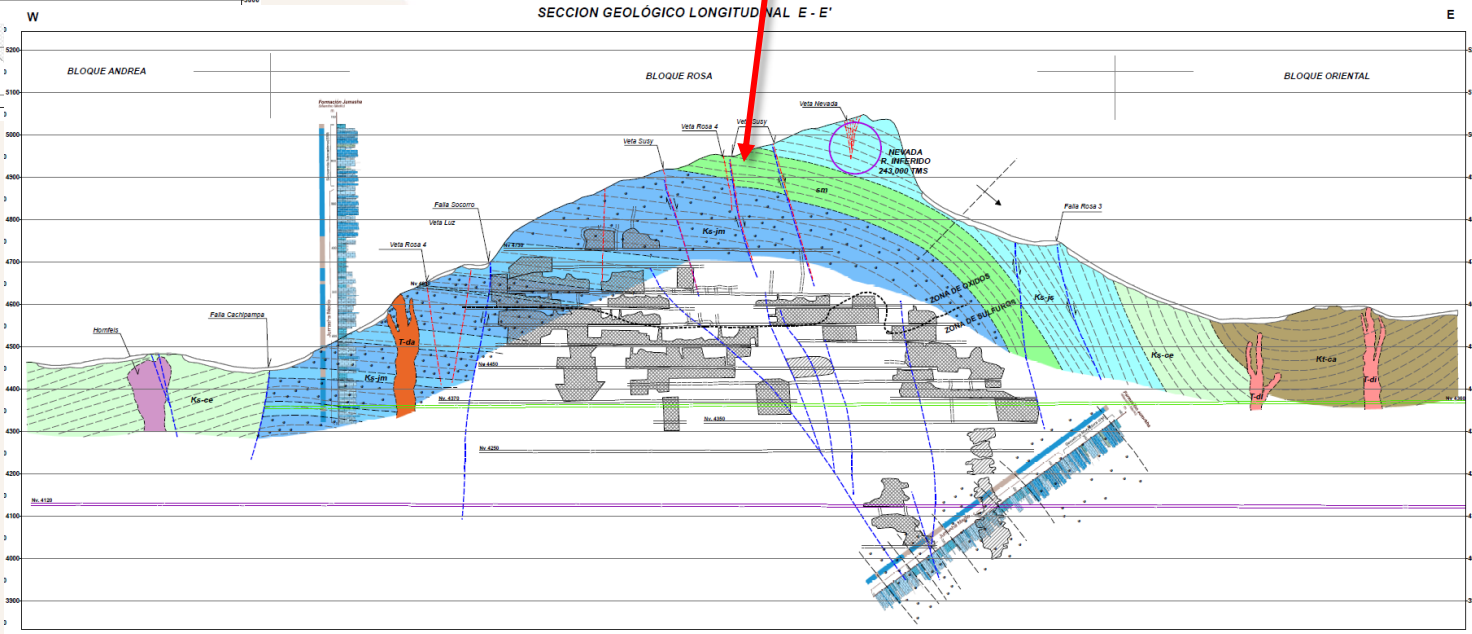 3800
SECCION GEOLÓGICO LONGITUDINAL E - E'
W
E
BLOQUE ANDREA
BLOQUE ROSA
BLOQUE ORIENTAL
5200
5100
5000
4900
4800
4700
4600
4500
4400
4300
4200
4100
4000
3900
Formación Jumasha
Veta Nevada
Veta Rosa 4
Veta Susy
Veta Susy
NEVADA
R. INFERIDO
243,000 TMS
sm
Falla Socorro
Veta Luz
Falla Rosa 3
Ks-jm
Veta Rosa 4
Nv 4730
ZONA DE OXIDOS
ZONA DE SULFUROS
Ks-js
Falla Cachipampa
Hornfels
T-da
Ks-jm
Ks-ce
Ks-ce
Kt-ca
T-di
T-di
Nv. 4370
Nv. 4350
Nv 4250
Nv. 4120